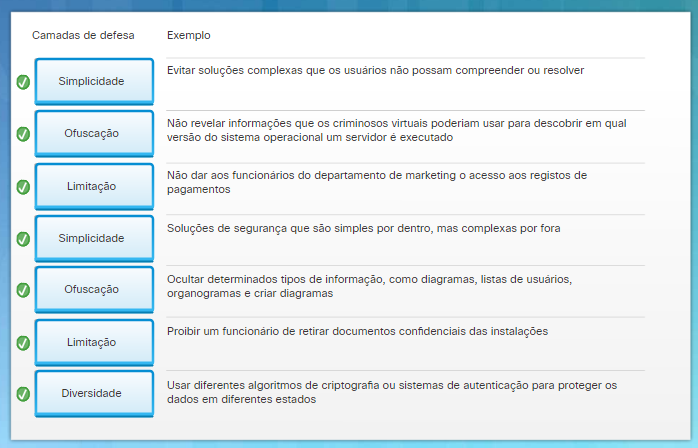 Camadas de defesa Exemplo
Simplicidade Evitar soluções complexas que os usuários não possam compreender ou resolver
Ofuscação Não revelar informações que os criminosos virtuais poderiam usar para descobrir em qual
versão do sistema operacional um servidor é executado
Limitação Não dar aos funcionários do departamento de marketing o acesso aos registos de
pagamentos
Simplicidade Soluções de segurança que são simples por dentro, mas complexas por fora
Ofuscação Ocultar determinados tipos de informação, como diagramas, listas de usuários,
organogramas e criar diagramas
Limitação Proibir um funcionário de retirar documentos confidenciais das instalações
Diversidade Usar diferentes algoritmos de criptografia ou sistemas de autenticação para proteger os
dados em diferentes estados